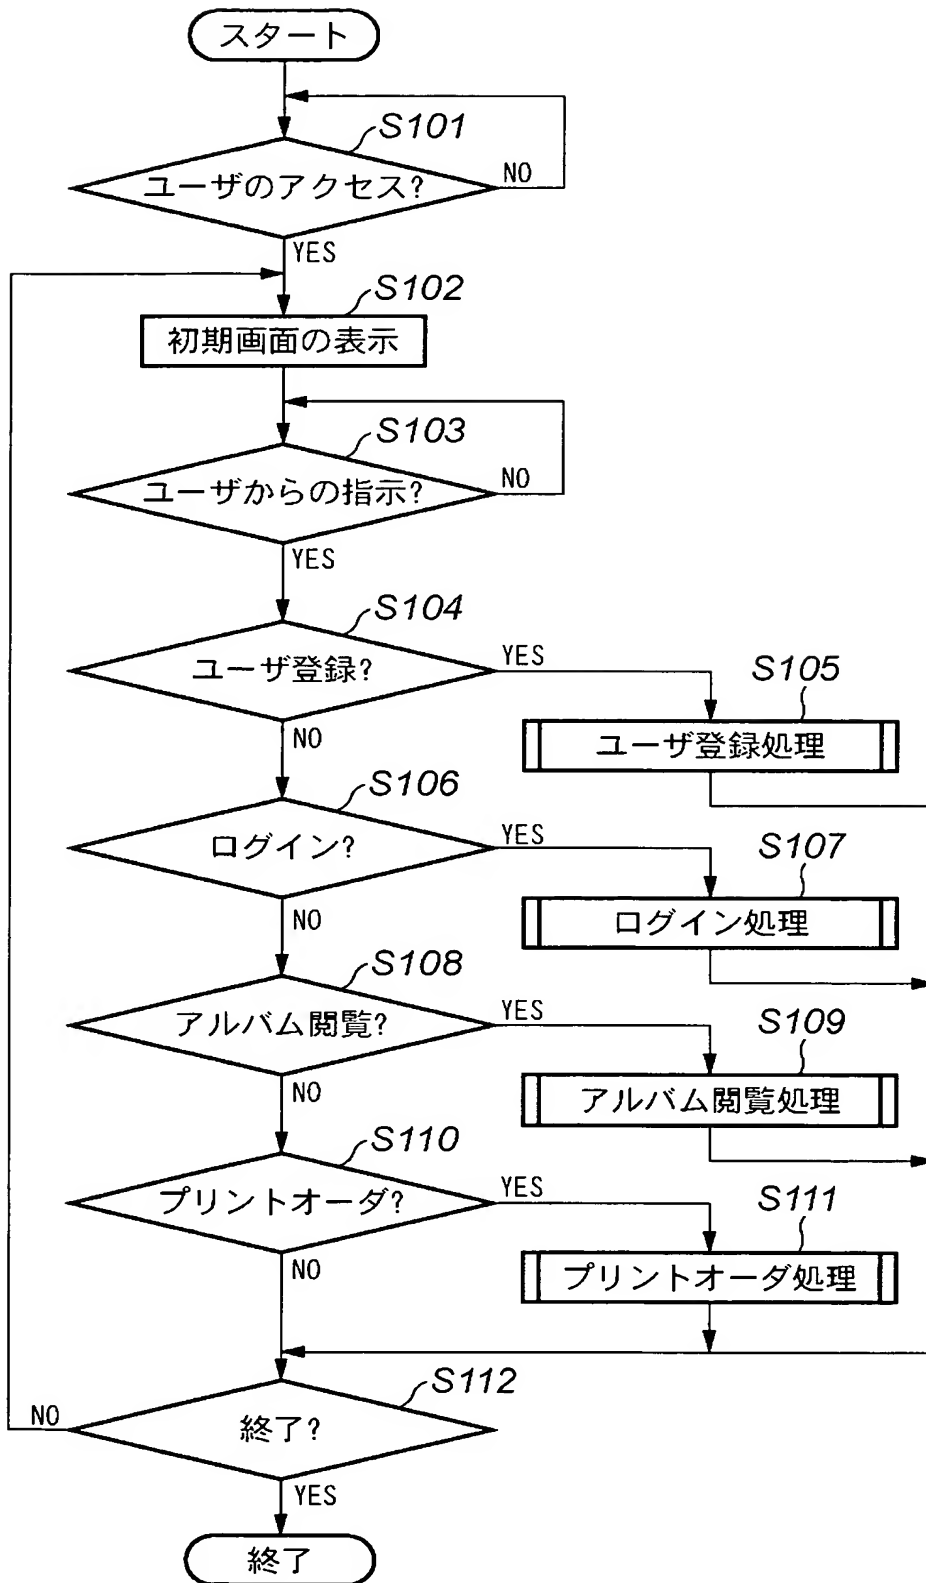 スタート
S101
ユーザのアクセス?
NO
YES
S102
初期画面の表示
S103
ユーザからの指示?
NO
YES
S104
ユーザ登録?
YES
S105
NO
ユーザ登録処理
S106
ログイン?
YES
S107
NO
ログイン処理
S108
アルバム閲覧?
YES
S109
NO
アルバム閲覧処理
S110
プリントオーダ?
YES
S111
NO
プリントオーダ処理
S112
NO
終了?
YES
終了